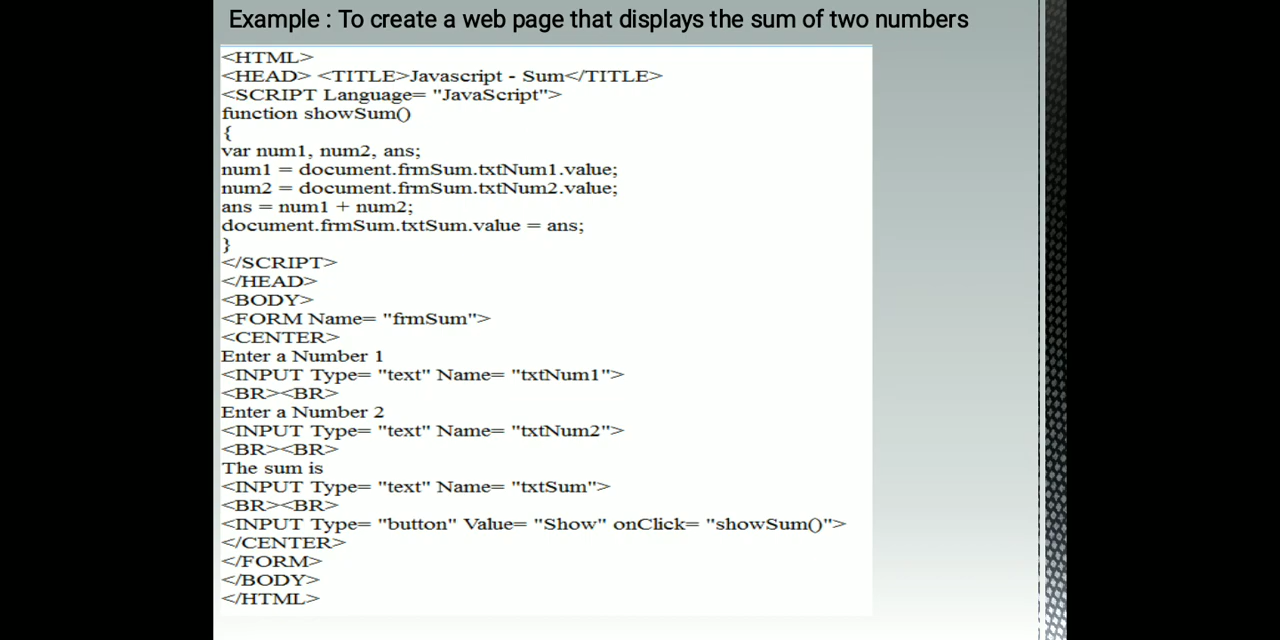 Example : To create a web page that displays the sum of two numbers
<HTML>
<HEAD> <TITLE>Javascript - Sum</TITLE>
<SCRIPT Language= "JavaScript">
function showSum()
{
var num1, num2, ans;
num1 = document.frmSum.txtNum1.value;
num2 = document.frmSum.txtNum2.value;
ans = num1 + num2;
document.frmSum.txtSum.value = ans;
}
</SCRIPT>
</HEAD>
<BODY>
<FORM Name= "frmSum">
<CENTER>
Enter a Number 1
<INPUT Type= "text" Name= "txtNum1">
<BR><BR>
Enter a Number 2
<INPUT Type= "text" Name= "txtNum2">
<BR><BR>
The sum is
<INPUT Type= "text" Name= "txtSum">
<BR><BR>
<INPUT Type= "button" Value= "Show" onClick= "showSum()">
</CENTER>
</FORM>
</BODY>
</HTML>